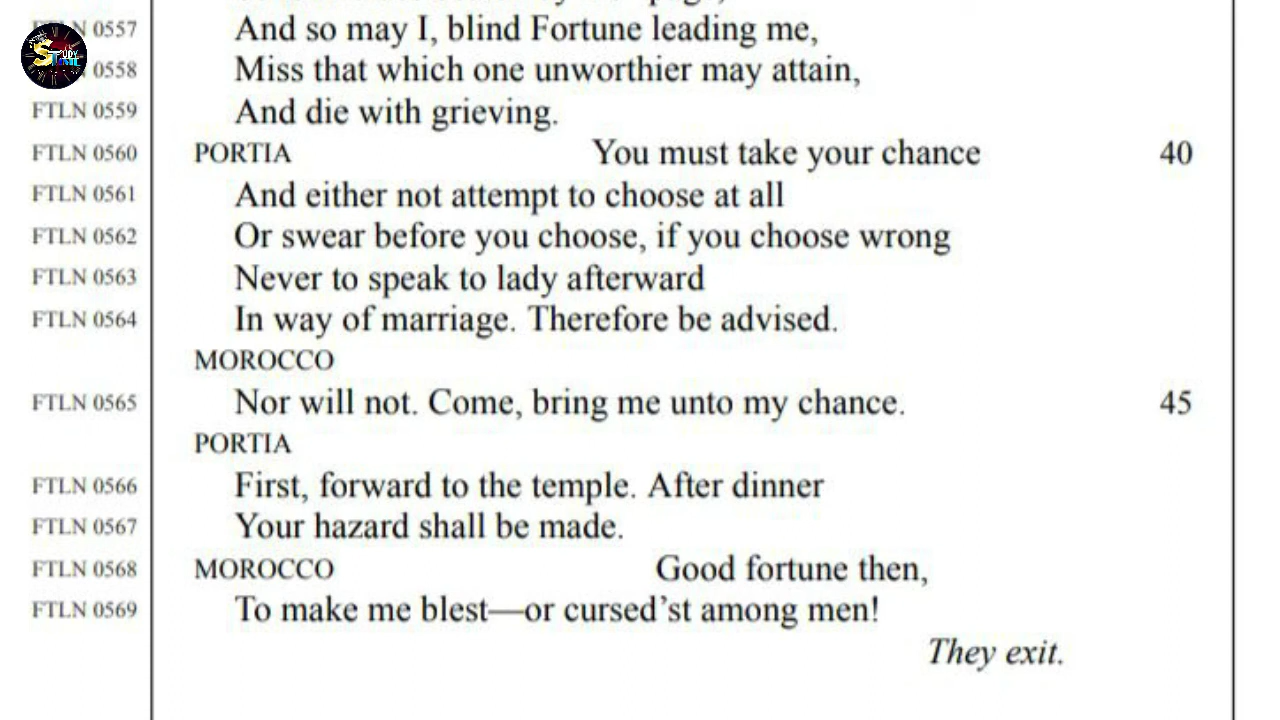 FTLN 0557 And so may I, blind Fortune leading me,
0558 Miss that which one unworthier may attain,
FTLN 0559 And die with grieving.
FTLN 0560 PORTIA You must take your chance 40
FTLN 0561 And either not attempt to choose at all
FTLN 0562 Or swear before you choose, if you choose wrong
FTLN 0563 Never to speak to lady afterward
FTLN 0564 In way of marriage. Therefore be advised.
MOROCCO
FTLN 0565 Nor will not. Come, bring me unto my chance. 45
PORTIA
FTLN 0566 First, forward to the temple. After dinner
FTLN 0567 Your hazard shall be made.
FTLN 0568 MOROCCO Good fortune then,
FTLN 0569 To make me blest—or cursed’st among men!
They exit.